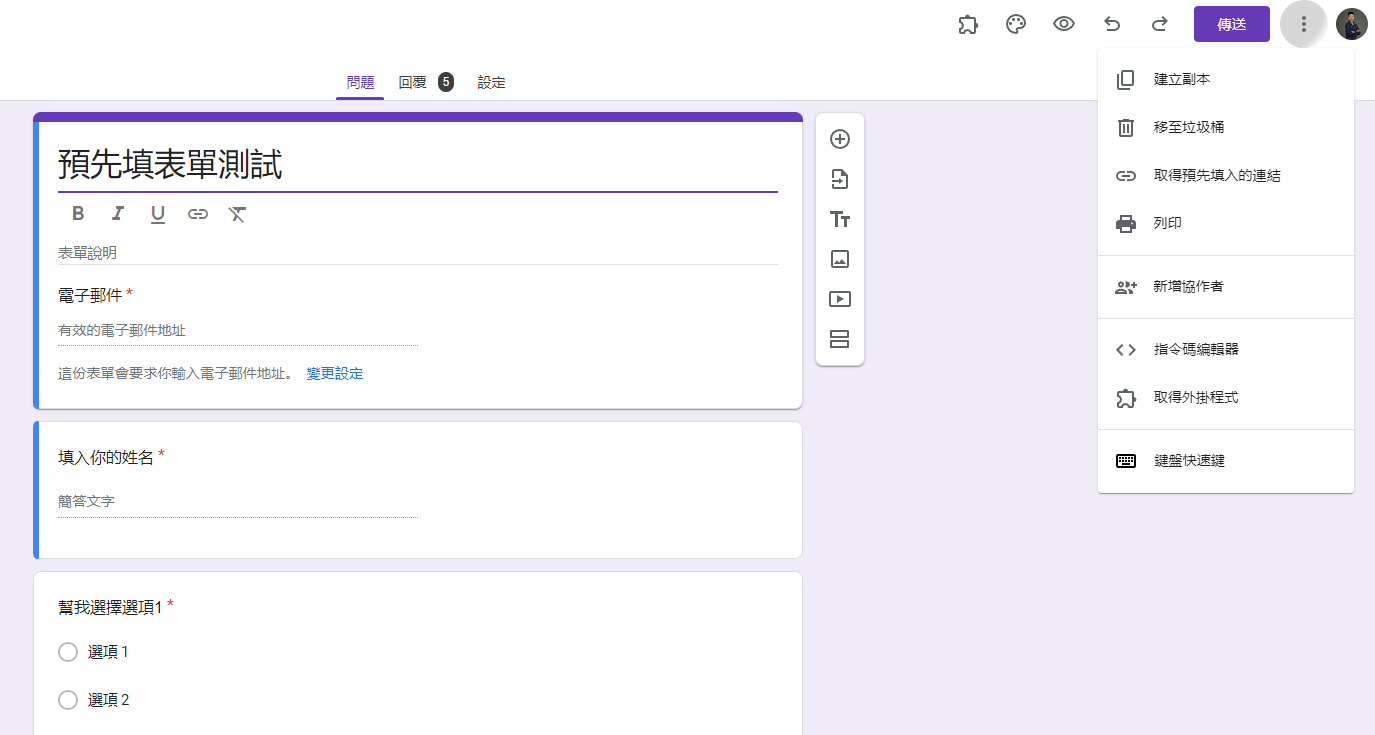 傳送
問題
回覆 5
設定
預先填表單測試
B I U
表單說明
電子郵件 *
有效的電子郵件地址
這份表單會要求你輸入電子郵件地址。 變更設定
填入你的姓名 *
簡答文字
幫我選擇選項1 *
選項 1
選項 2
Tт
建立副本
移至垃圾桶
取得預先填入的連結
列印
新增協作者
指令碼編輯器
取得外掛程式
鍵盤快速鍵